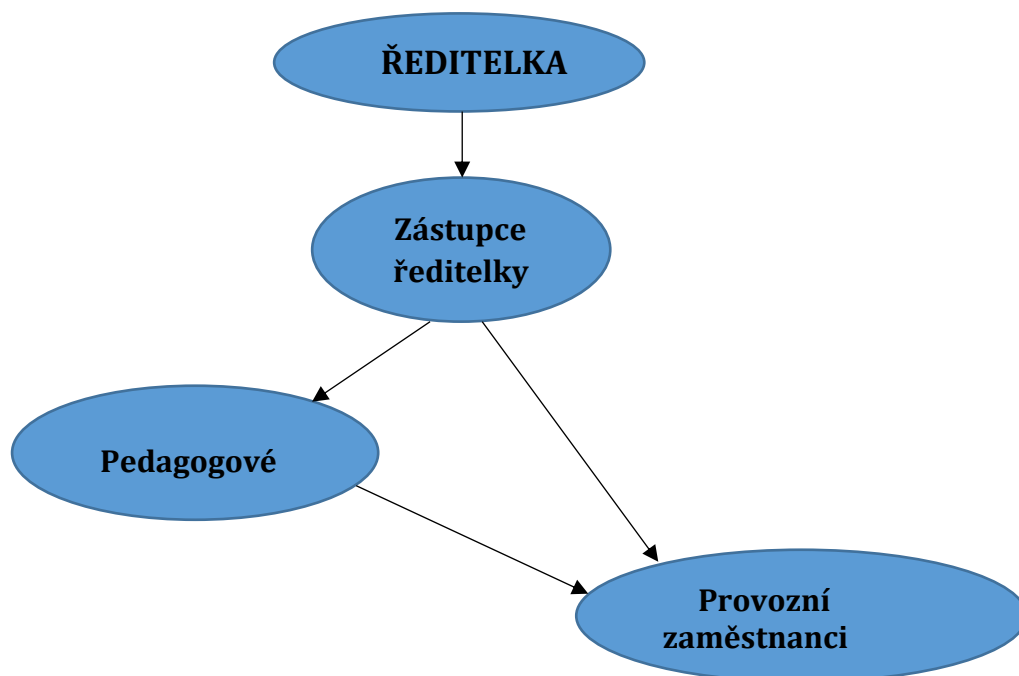 ŘEDITELKA
Zástupce
ředitelky
Pedagogové
Provozní
zaměstnanci